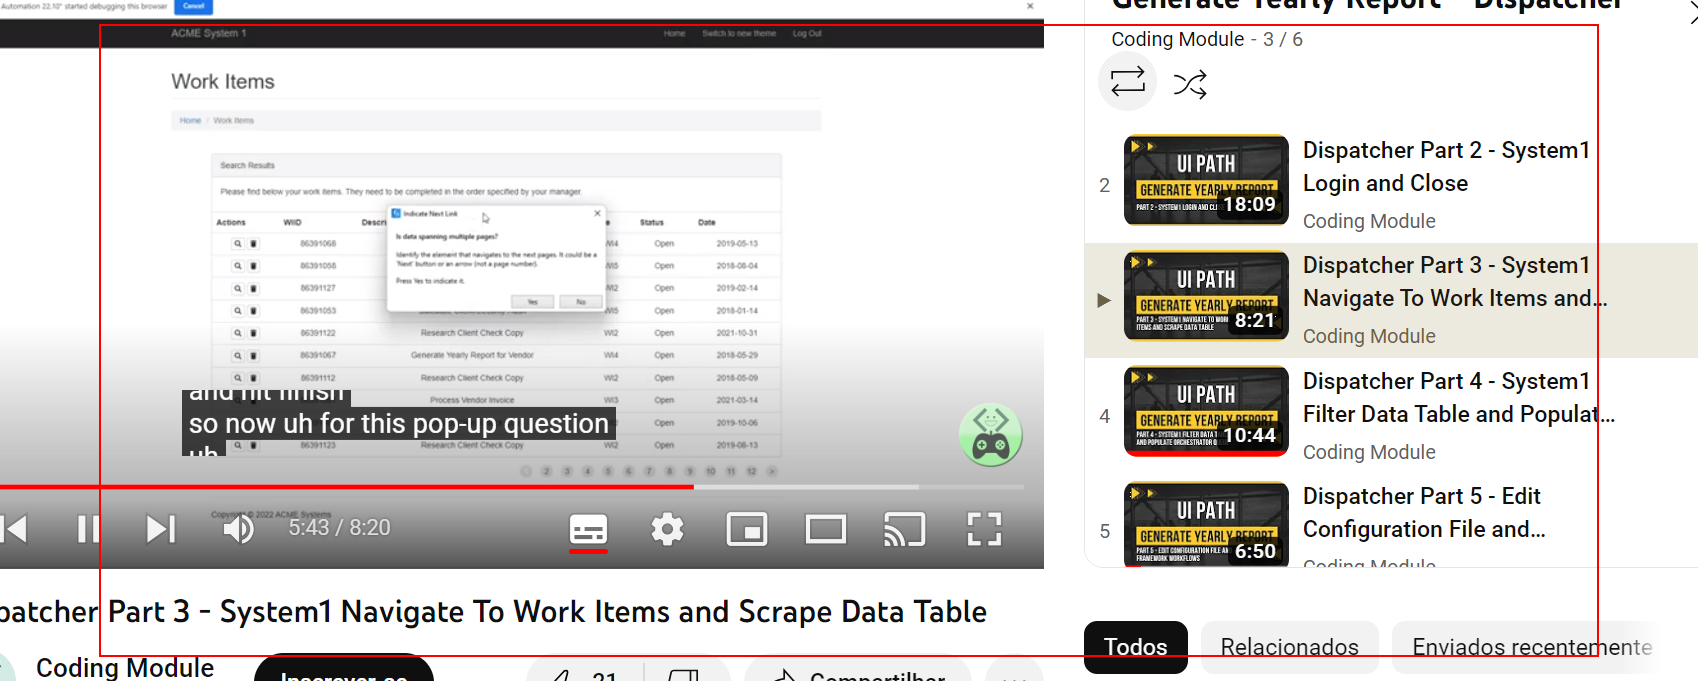 Automation 22.10" started debugging this browser
Cancel
ACME System 1
Home
Switch to new theme
Log Out
Work Items
Home / Work Items
Search Results
Please find below your work items. They need to be completed in the order specified by your manager.
Actions WIID Descri e Status Date
86391068 WI4 Open 2019-05-13
86391058 WI5 Open 2018-08-04
86391127 WI2 Open 2019-02-14
86391053 WI5 Open 2018-01-14
86391122 Research Client Check Copy WI2 Open 2021-10-31
86391067 Generate Yearly Report for Vendor WI4 Open 2018-05-29
86391112 Research Client Check Copy WI2 Open 2018-05-09
Process Vendor Invoice WI3 Open 2021-03-14
Open 2019-10-06
86391123 Research Client Check Copy WI2 Open 2019-08-13
2 3 4 5 6 7 8 9 10 11 12 >
Indicate Next Link
Is data spanning multiple pages?
Identify the element that navigates to the next pages. It could be a
'Next' button or an arrow (not a page number).
Press Yes to indicate it.
Yes No
and hit finish
so now uh for this pop-up question
uh
Copyright © 2022 ACME Systems
5:43 / 8:20
patcher Part 3 - System1 Navigate To Work Items and Scrape Data Table
Coding Module
Inscrever-se
21
Compartilhar
Generate Yearly Report - Dispatcher
Coding Module - 3 / 6
2
UI PATH
GENERATE YEARLY REPORT
PART 2 - SYSTEM1 LOGIN AND CL
18:09
Dispatcher Part 2 - System1
Login and Close
Coding Module
UI PATH
GENERATE YEARLY REPORT
PART 3 - SYSTEM1 NAVIGATE TO WOR
ITEMS AND SCRAPE DATA TABLE
8:21
Dispatcher Part 3 - System1
Navigate To Work Items and...
Coding Module
4
UI PATH
GENERATE YEARLY REPORT
PART 4 - SYSTEM1 FILTER DATA T
AND POPULATE ORCHESTRATOR Q
10:44
Dispatcher Part 4 - System1
Filter Data Table and Populat...
Coding Module
5
UI PATH
GENERATE YEARLY REPORT
PART 5 - EDIT CONFIGURATION FILE AN
FRAMEWORK WORKFLOWS
6:50
Dispatcher Part 5 - Edit
Configuration File and...
Coding Module
Todos
Relacionados
Enviados recentemente